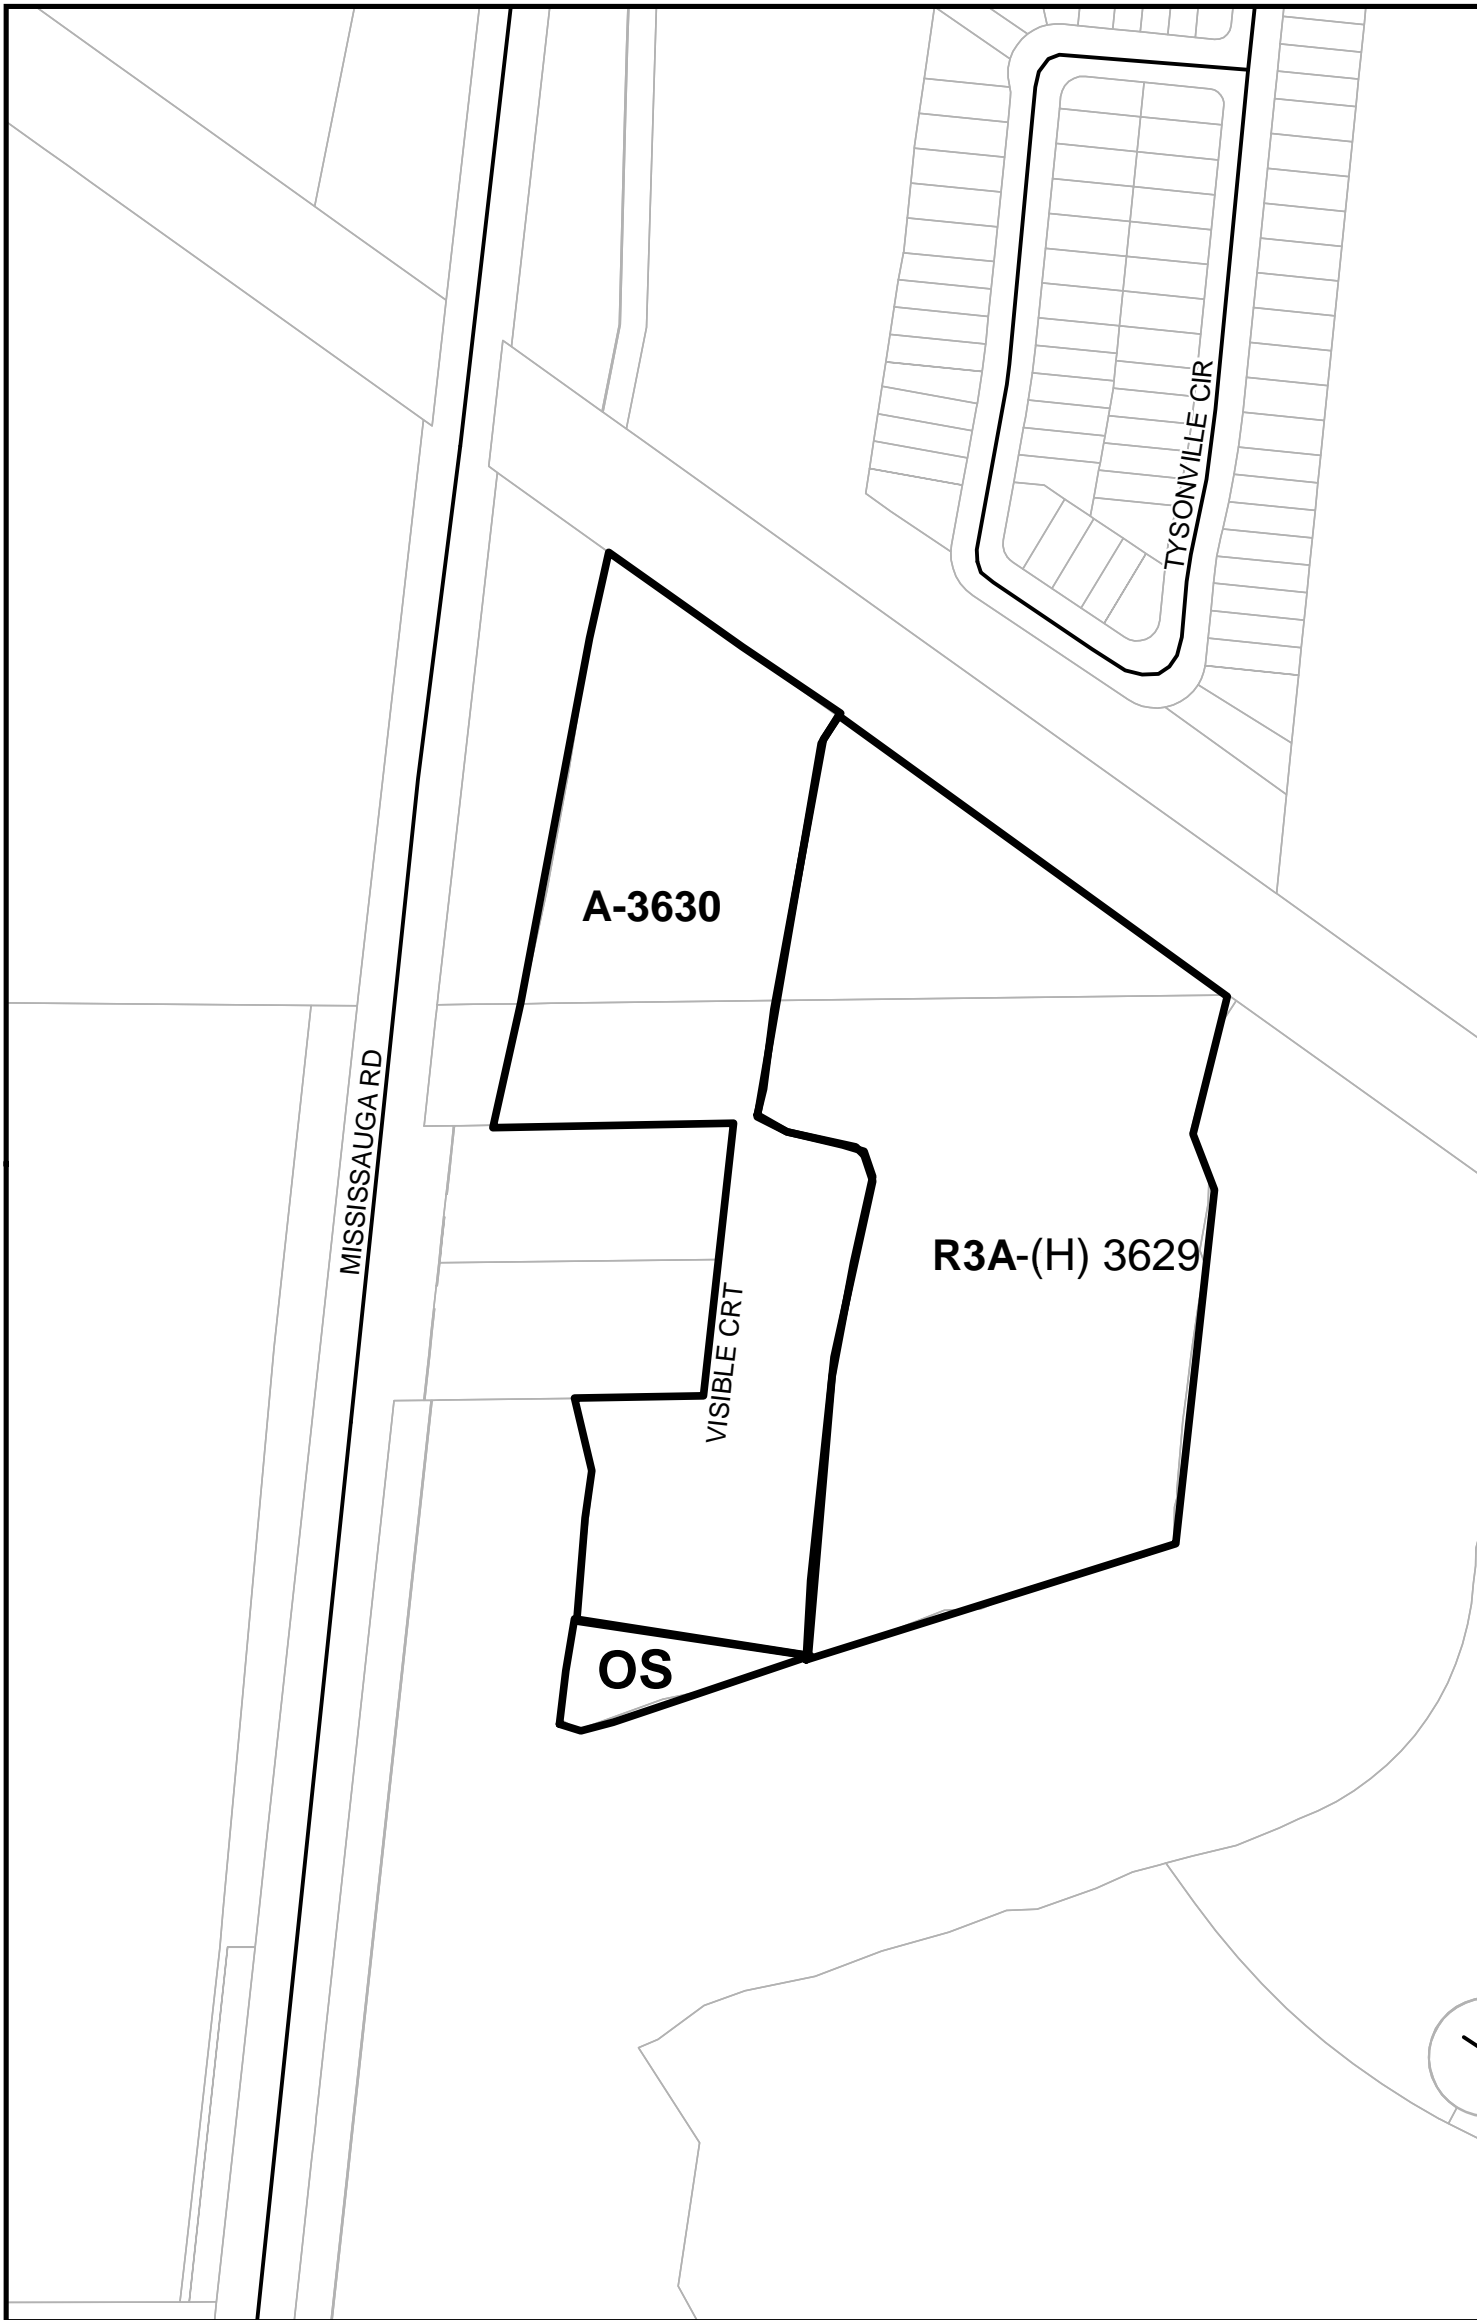 TYSONVILLE CIR
A-3630
MISSISSAUGA RD
R3A-(H) 3629
VISIBLE CRT
OS